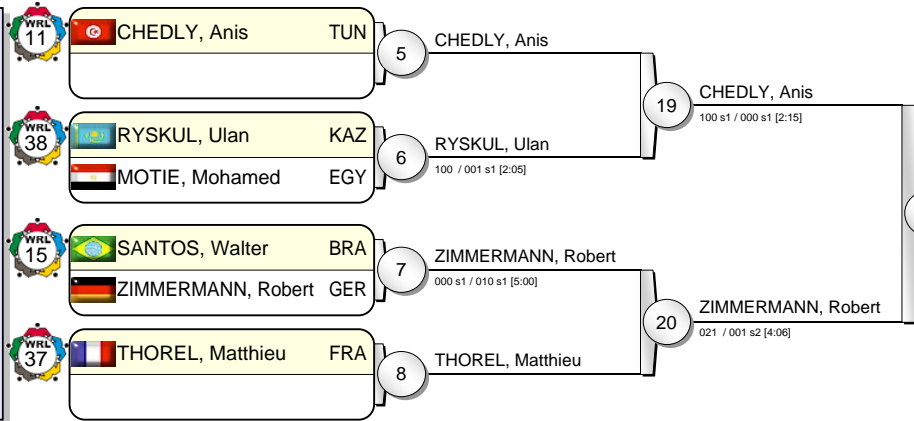 WRL
11
CHEDLY, Anis TUN
5
CHEDLY, Anis
19
CHEDLY, Anis
100 s1 / 000 s1 [2:15]
WRL
38
RYSKUL, Ulan KAZ
MOTIE, Mohamed EGY
6
RYSKUL, Ulan
100 / 001 s1 [2:05]
WRL
15
SANTOS, Walter BRA
ZIMMERMANN, Robert GER
7
ZIMMERMANN, Robert
000 s1 / 010 s1 [5:00]
20
ZIMMERMANN, Robert
021 / 001 s2 [4:06]
WRL
37
THOREL, Matthieu FRA
8
THOREL, Matthieu